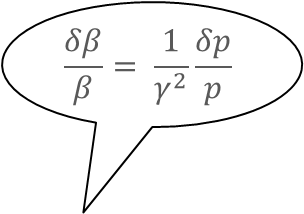 δβ/β = 1/γ² δp/p